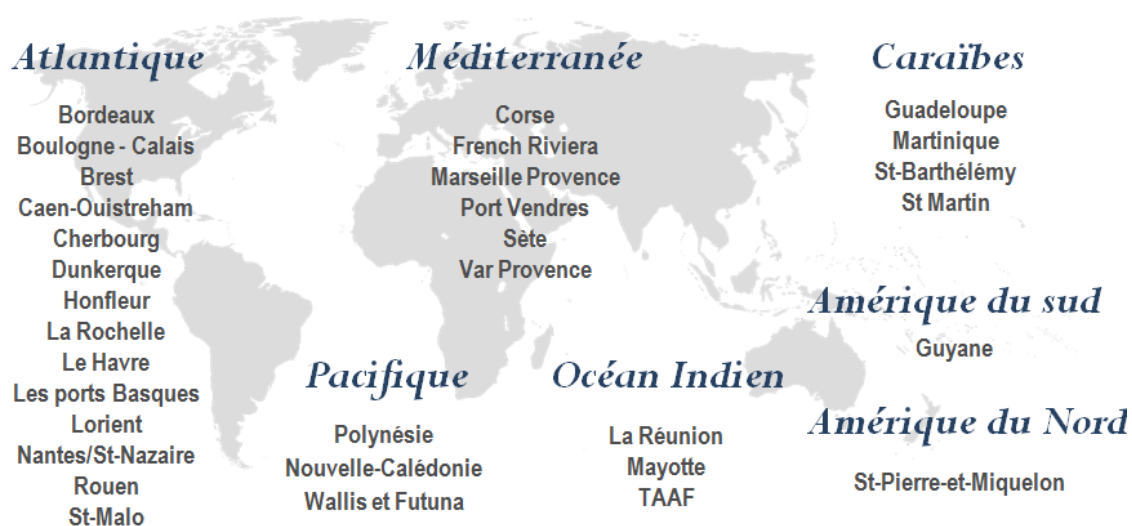 Atlantique
Bordeaux
Boulogne - Calais
Brest
Caen-Ouistreham
Cherbourg
Dunkerque
Honfleur
La Rochelle
Le Havre
Les ports Basques
Lorient
Nantes/St-Nazaire
Rouen
St-Malo
Méditerranée
Corse
French Riviera
Marseille Provence
Port Vendres
Sète
Var Provence
Caraïbes
Guadeloupe
Martinique
St-Barthélémy
St Martin
Pacifique
Polynésie
Nouvelle-Calédonie
Wallis et Futuna
Océan Indien
La Réunion
Mayotte
TAAF
Amérique du sud
Guyane
Amérique du Nord
St-Pierre-et-Miquelon